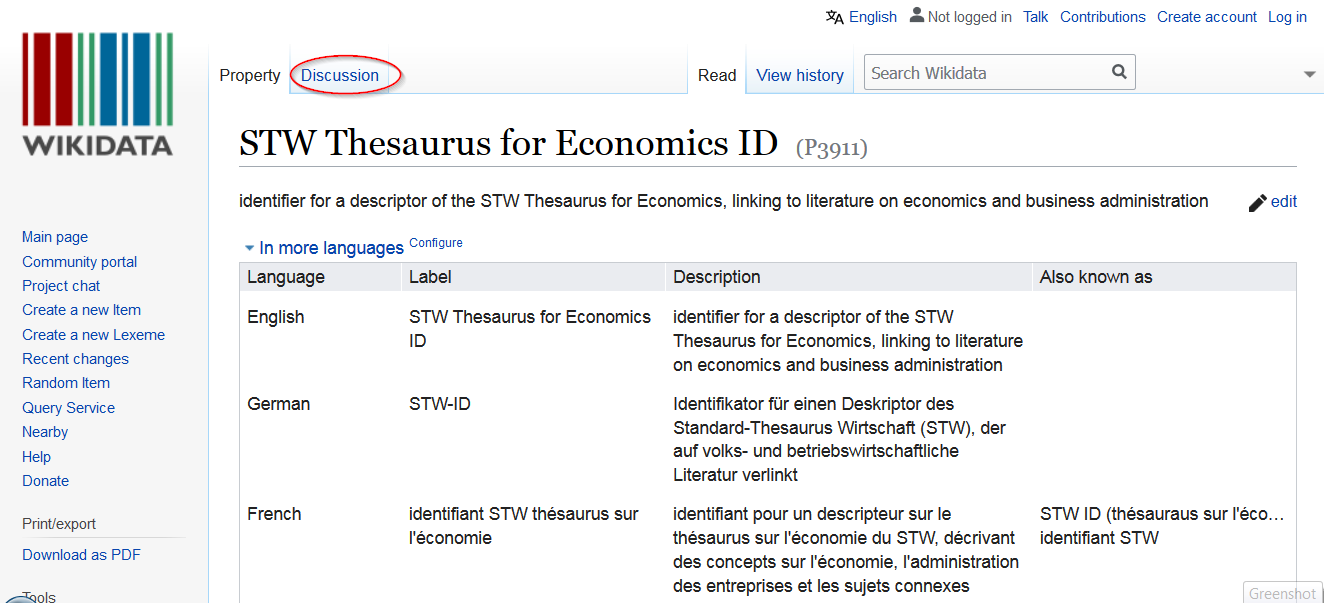 English Not logged in Talk Contributions Create account Log in
WIKIDATA
Property Discussion Read View history Search Wikidata
STW Thesaurus for Economics ID (P3911)
identifier for a descriptor of the STW Thesaurus for Economics, linking to literature on economics and business administration edit
In more languages Configure
Language Label Description Also known as
English STW Thesaurus for Economics identifier for a descriptor of the STW
ID Thesaurus for Economics, linking to literature
on economics and business administration
German STW-ID Identifikator für einen Deskriptor des
Standard-Thesaurus Wirtschaft (STW), der
auf volks- und betriebswirtschaftliche
Literatur verlinkt
French identifiant STW thésaurus sur identifiant pour un descripteur sur le STW ID (thésauraus sur l'éco…
l'économie thésaurus sur l'économie du STW, décrivant identifiant STW
des concepts sur l'économie, l'administration
des entreprises et les sujets connexes
Main page
Community portal
Project chat
Create a new Item
Create a new Lexeme
Recent changes
Random Item
Query Service
Nearby
Help
Donate
Print/export
Download as PDF
Tools
Greenshot